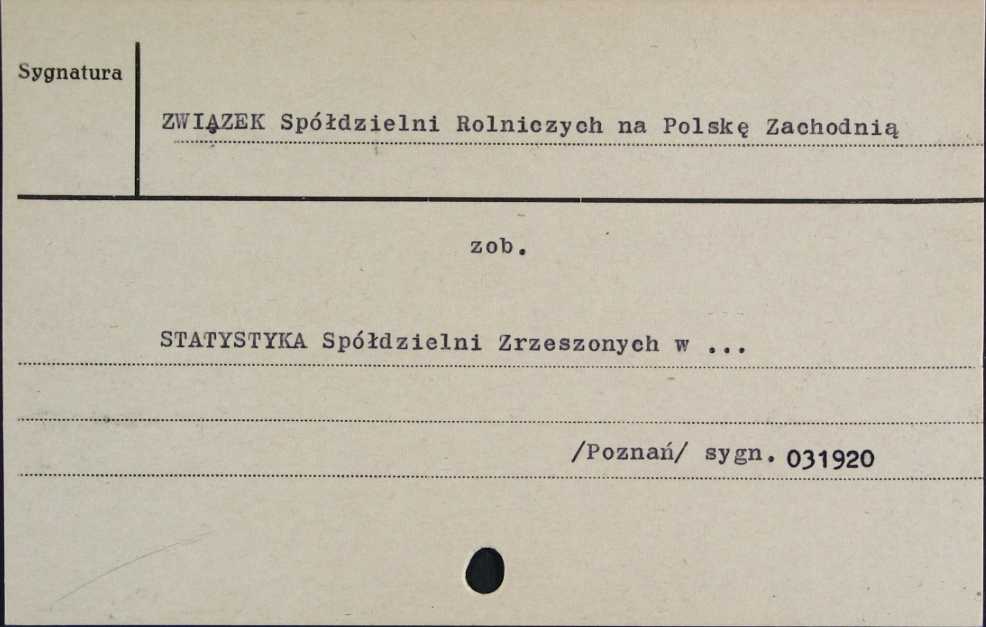 Sygnatura
ZWIĄZEK Spółdzielni Rolniczych na Polskę Zachodnią
zob.
STATYSTYKA Spółdzielni Zrzeszonych w ...
/Poznań/ sygn. 031920